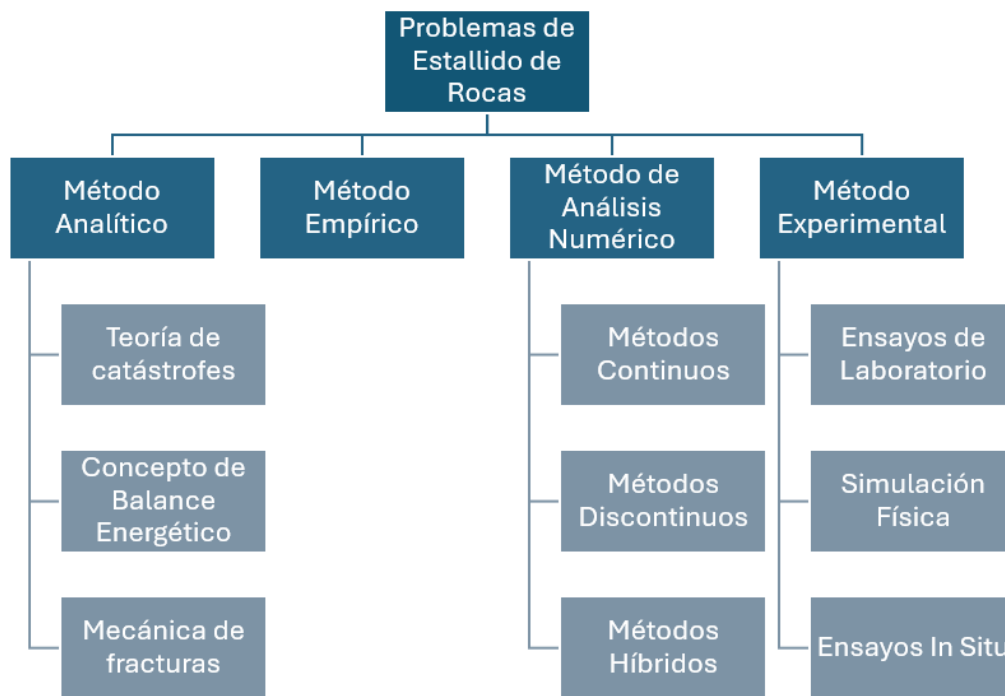 Problemas de
Estallido de
Rocas
Método
Analítico
Método
Empírico
Método de
Análisis
Numérico
Método
Experimental
Teoría de
catástrofes
Concepto de
Balance
Energético
Mecánica de
fracturas
Métodos
Continuos
Métodos
Discontinuos
Métodos
Híbridos
Ensayos de
Laboratorio
Simulación
Física
Ensayos In Situ